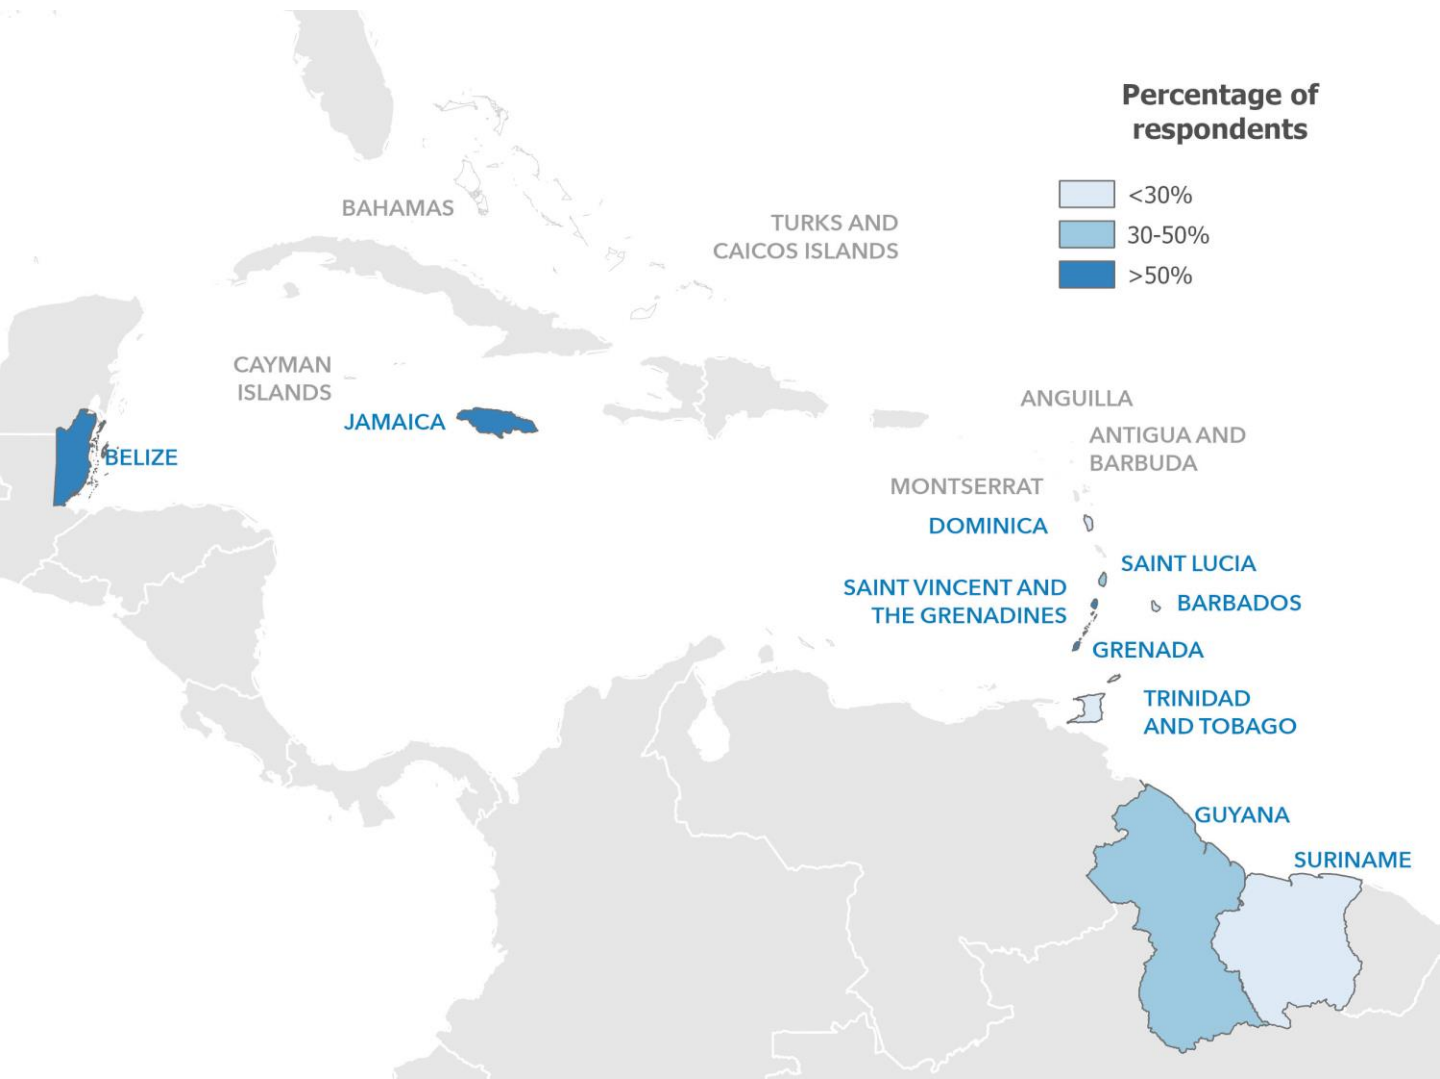 Percentage of
respondents
<30%
30-50%
>50%
BAHAMAS
TURKS AND
CAICOS ISLANDS
CAYMAN
ISLANDS
JAMAICA
BELIZE
ANGUILLA
ANTIGUA AND
BARBUDA
MONTSERRAT
DOMINICA
SAINT LUCIA
SAINT VINCENT AND
THE GRENADINES
BARBADOS
GRENADA
TRINIDAD
AND TOBAGO
GUYANA
SURINAME